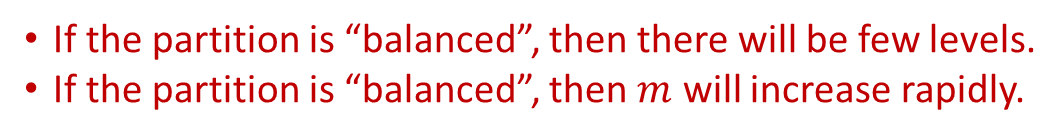 • If the partition is “balanced”, then there will be few levels.
• If the partition is “balanced”, then 𝑚 will increase rapidly.